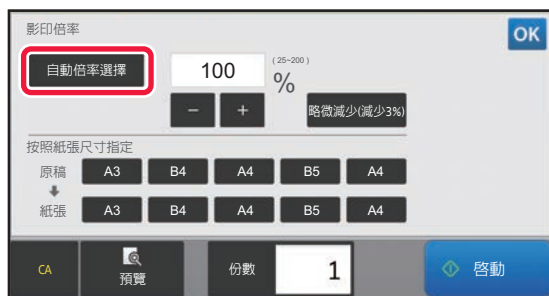 影印倍率
OK
自動倍率選擇
100
(25~200)
%
−
+
略微減少(減少3%)
按照紙張尺寸指定
原稿 A3 B4 A4 B5 A4
紙張 A3 B4 A4 B5 A4
CA
預覽
份數
1
啓動